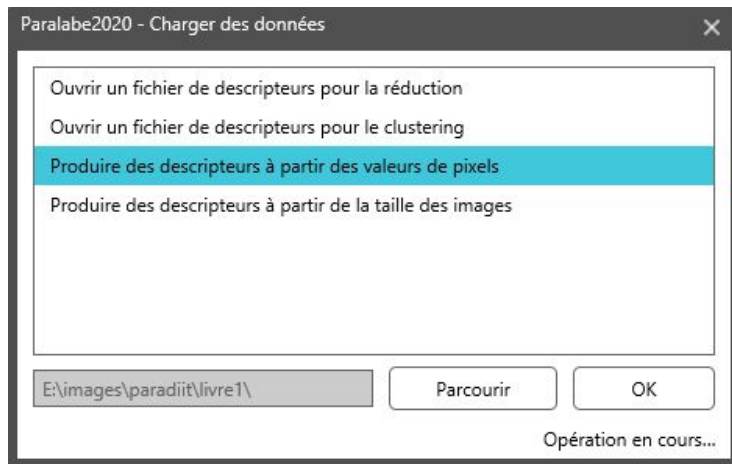 Paralabe2020 - Charger des données
Ouvrir un fichier de descripteurs pour la réduction
Ouvrir un fichier de descripteurs pour le clustering
Produire des descripteurs à partir des valeurs de pixels
Produire des descripteurs à partir de la taille des images
E:\images\paradiit\livre1\ Parcourir OK
Opération en cours...